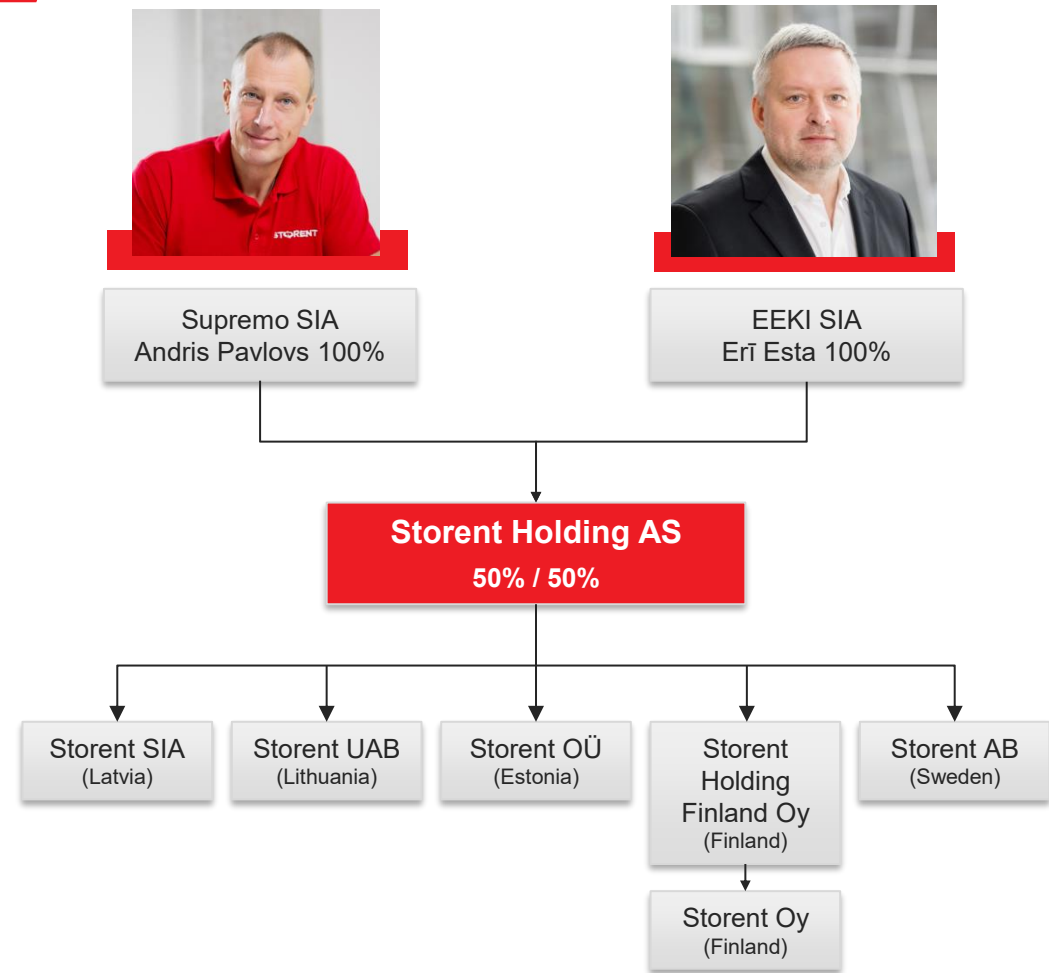 STORENT
Supremo SIA
Andris Pavlovs 100%
EEKI SIA
Erī Esta 100%
Storent Holding AS
50% / 50%
Storent SIA
(Latvia)
Storent UAB
(Lithuania)
Storent OÜ
(Estonia)
Storent
Holding
Finland Oy
(Finland)
Storent AB
(Sweden)
Storent Oy
(Finland)